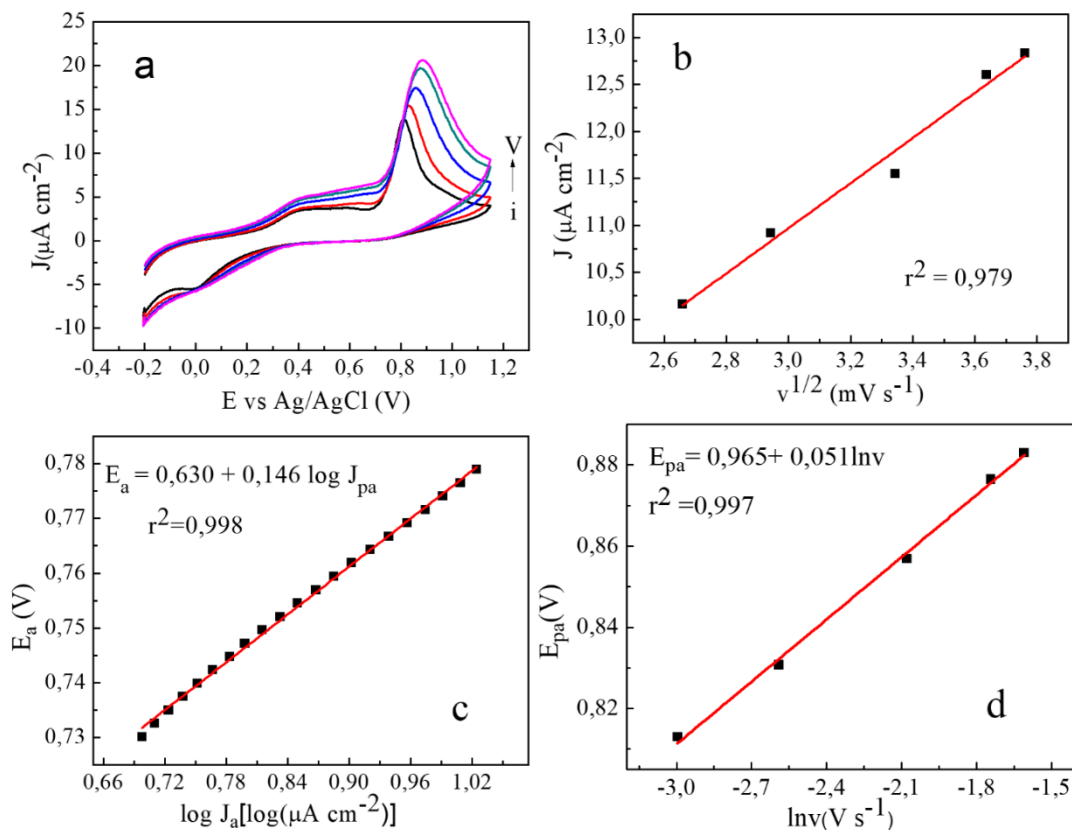 a
25
20
15
10
5
0
-5
-10
J(µA cm-2)
V
i
-0,4 -0,2 0,0 0,2 0,4 0,6 0,8 1,0 1,2
E vs Ag/AgCl (V)
b
13,0
12,5
12,0
11,5
11,0
10,5
10,0
J (µA cm-2)
r2 = 0,979
2,6 2,8 3,0 3,2 3,4 3,6 3,8
v1/2 (mV s-1)
0,78
0,77
0,76
0,75
0,74
0,73
Ea (V)
Ea = 0,630 + 0,146 log Jpa
r2=0,998
c
0,66 0,72 0,78 0,84 0,90 0,96 1,02
log Ja[log(µA cm-2)]
0,88
0,86
0,84
0,82
Epa(V)
Epa= 0,965+ 0,051lnv
r2 = 0,997
d
-3,0 -2,7 -2,4 -2,1 -1,8 -1,5
lnv(V s-1)